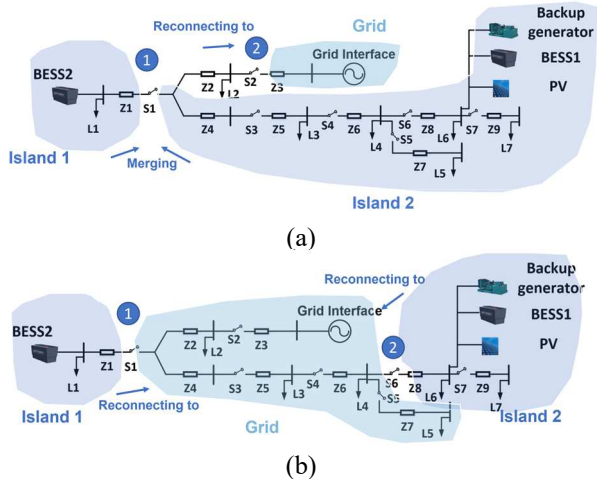 Reconnecting to
1
2
Grid
Grid Interface
Backup
generator
BESS1
PV
BESS2
Z1
S1
L1
Z2
L2
S2
Z3
Z4
S3
Z5
L3
S4
Z6
L4
S5
S6
Z8
L6
S7
Z9
L7
Z7
L5
Island 1
Merging
Island 2
(a)
Reconnecting to
1
2
Grid Interface
Backup
generator
BESS1
PV
BESS2
Z1
S1
L1
Z2
L2
S2
Z3
Z4
S3
Z5
L3
S4
Z6
L4
S6
S5
Z8
L6
S7
Z9
L7
Z7
L5
Island 1
Reconnecting to
Grid
Island 2
(b)